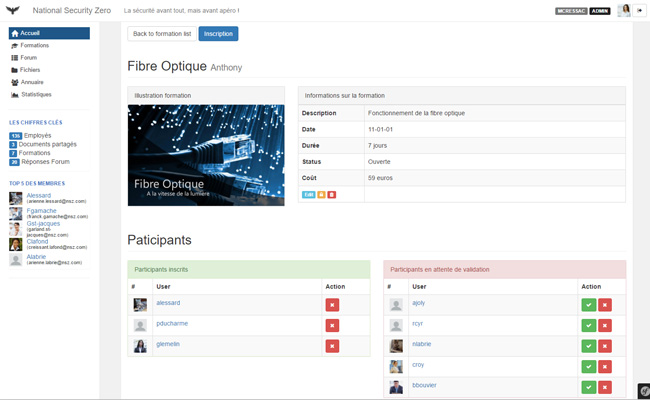 National Security Zero
La sécurité avant tout, mais avant apéro !
MCRESSAC ADMIN
Accueil
Formations
Forum
Fichiers
Annuaire
Statistiques
LES CHIFFRES CLÉS
135 Employés
3 Documents partagés
7 Formations
20 Réponses Forum
TOP 5 DES MEMBRES
Alessard
(arienne.lessard@nsz.com)
Fgamache
(franck.gamache@nsz.com)
Gst-jacques
(garland.st-
jacques@nsz.com)
Clafond
(croissant.lafond@nsz.com)
Alabrie
(arienne.labrie@nsz.com)
Back to formation list
Inscription
Fibre Optique Anthony
Illustration formation
Fibre Optique
A la vitesse de la lumière
Informations sur la formation
Description Fonctionnement de la fibre optique
Date 11-01-01
Durée 7 jours
Status Ouverte
Coût 59 euros
Edit
Paticipants
Participants inscrits
# User Action
alessard
pducharme
glemelin
Participants en attente de validation
# User Action
ajoly
rcyr
nlabrie
croy
bbouvier